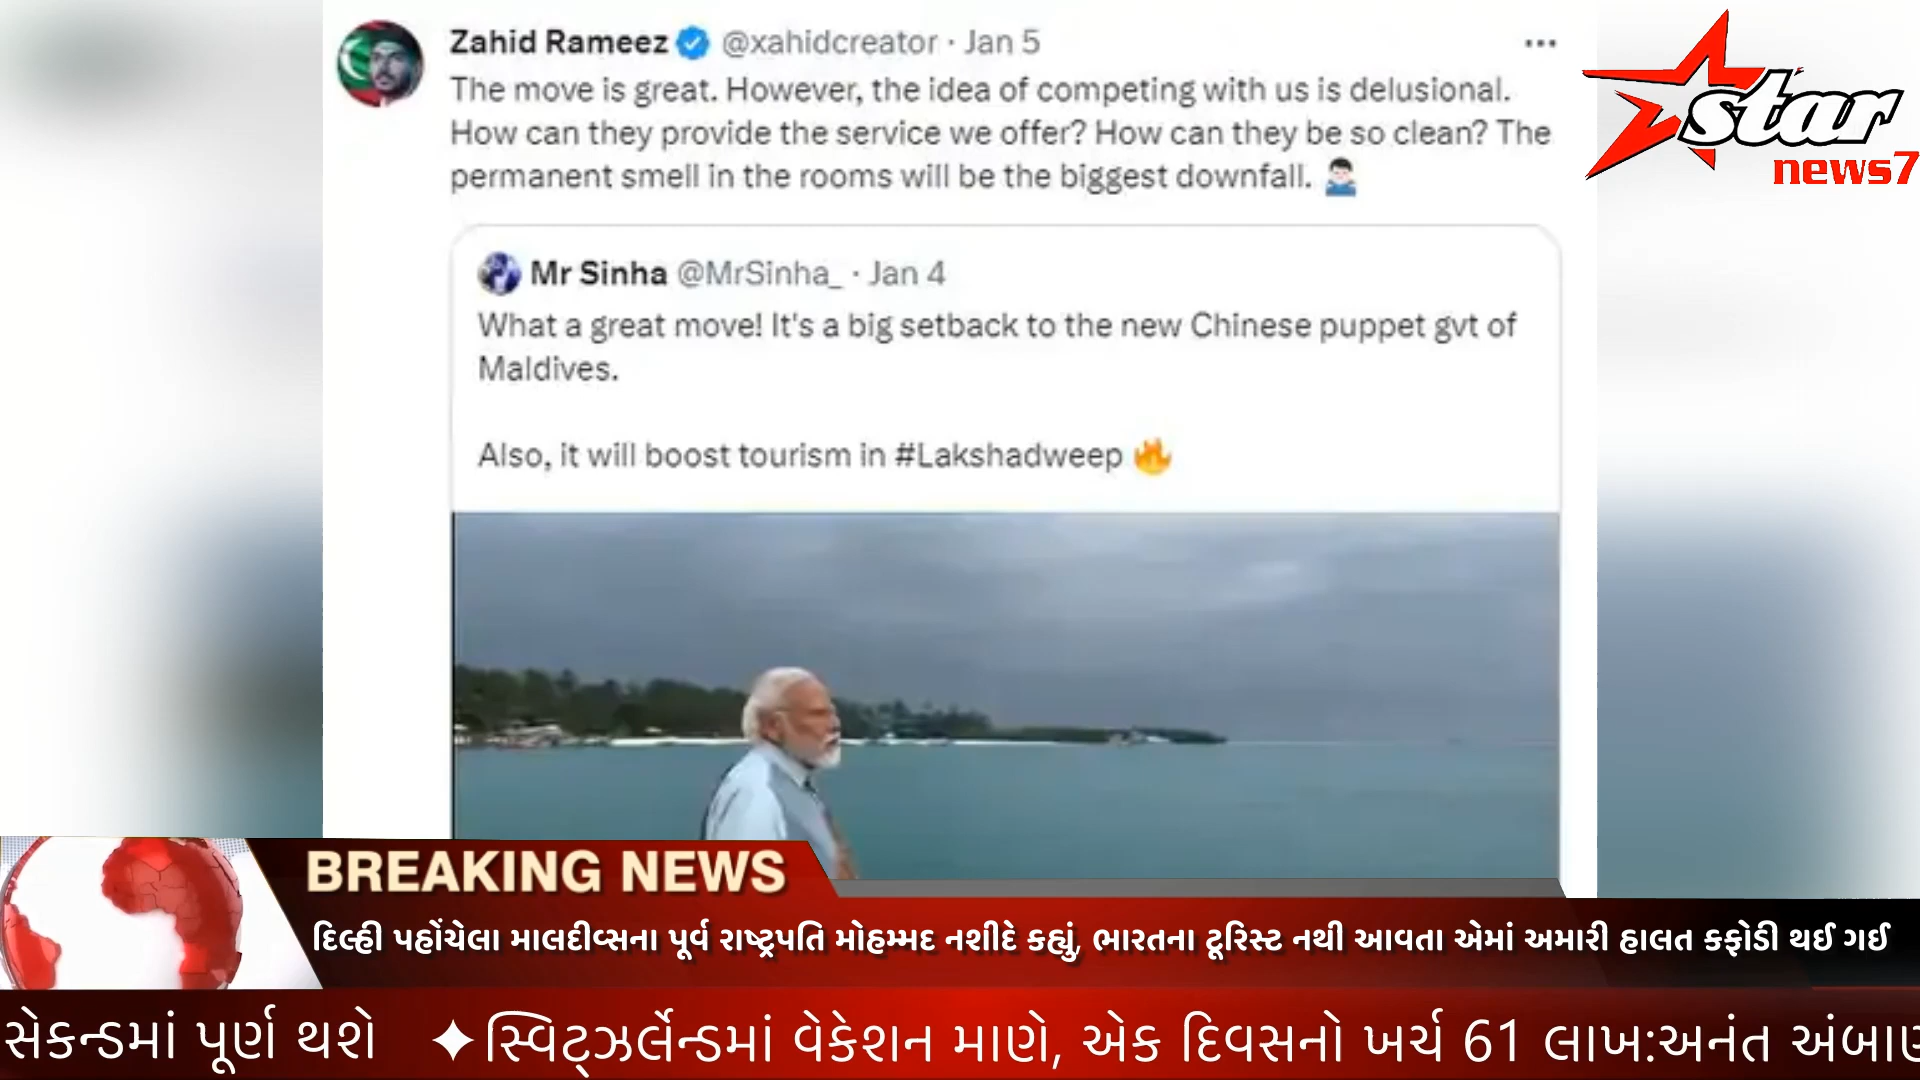 Zahid Rameez @xahidcreator · Jan 5
The move is great. However, the idea of competing with us is delusional.
How can they provide the service we offer? How can they be so clean? The
permanent smell in the rooms will be the biggest downfall.
star
news7
Mr Sinha @MrSinha_ · Jan 4
What a great move! It's a big setback to the new Chinese puppet gvt of
Maldives.
Also, it will boost tourism in #Lakshadweep
BREAKING NEWS
દિલ્હી પહોંચેલા માલદીવ્સના પૂર્વ રાષ્ટ્રપતિ મોહમ્મદ નશીદે કહ્યું, ભારતના ટૂરિસ્ટ નથી આવતા એમાં અમારી હાલત કફોડી થઈ ગઈ
સેકન્ડમાં પૂર્ણ થશે ✦સ્વિટ્ઝર્લેન્ડમાં વેકેશન માણે, એક દિવસનો ખર્ચ 61 લાખ:અનંત